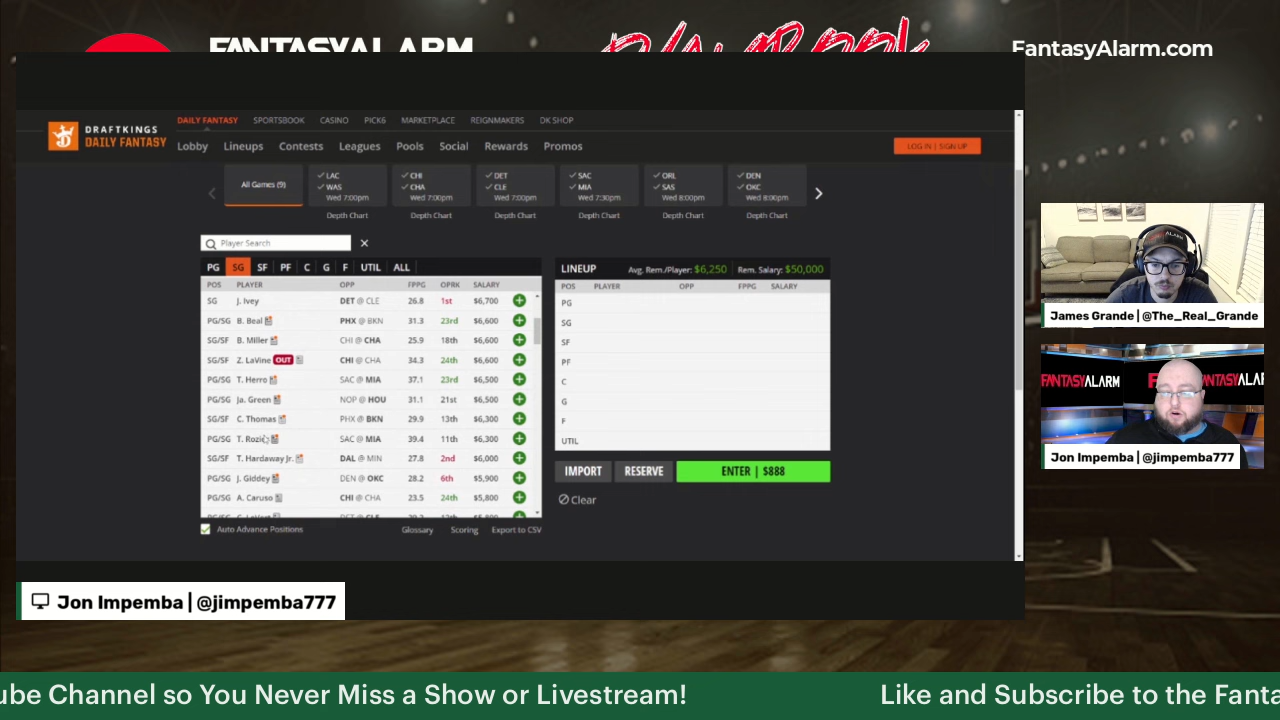 FANTASYALARM
PLAYBOOK
FantasyAlarm.com
DRAFTKINGS
DAILY FANTASY
DAILY FANTASY SPORTSBOOK CASINO PICK6 MARKETPLACE REIGNMAKERS DK SHOP
Lobby Lineups Contests Leagues Pools Social Rewards Promos
LOG IN | SIGN UP
All Games (9)
LAC WAS Wed 7:00pm
CHI CHA Wed 7:00pm
DET CLE Wed 7:00pm
SAC MIA Wed 7:30pm
ORL SAS Wed 8:00pm
DEN OKC Wed 8:00pm
Depth Chart Depth Chart Depth Chart Depth Chart Depth Chart Depth Chart
Player Search
PG SG SF PF C G F UTIL ALL
POS PLAYER OPP FPPG OPRK SALARY
SG J. Ivey DET @ CLE 26.8 1st $6,700
PG/SG B. Beal PHX @ BKN 31.3 23rd $6,600
SG/SF B. Miller CHI @ CHA 25.9 18th $6,600
SG/SF Z. LaVine OUT CHI @ CHA 34.3 24th $6,600
PG/SG T. Herro SAC @ MIA 37.1 23rd $6,500
PG/SG Ja. Green NOP @ HOU 31.1 21st $6,500
SG/SF C. Thomas PHX @ BKN 29.9 13th $6,300
PG/SG T. Rozier SAC @ MIA 39.4 11th $6,300
SG/SF T. Hardaway Jr. DAL @ MIN 27.8 2nd $6,000
PG/SG J. Giddey DEN @ OKC 28.2 6th $5,900
PG/SG A. Caruso CHI @ CHA 23.5 24th $5,800
Auto Advance Positions Glossary Scoring Export to CSV
LINEUP Avg. Rem./Player: $6,250 Rem. Salary: $50,000
POS PLAYER OPP FPPG SALARY
PG
SG
SF
PF
C
G
F
UTIL
IMPORT RESERVE ENTER | $888
Clear
James Grande | @The_Real_Grande
FANTASYALARM
Jon Impemba | @jimpemba777
Jon Impemba | @jimpemba777
ube Channel so You Never Miss a Show or Livestream! Like and Subscribe to the Fanta